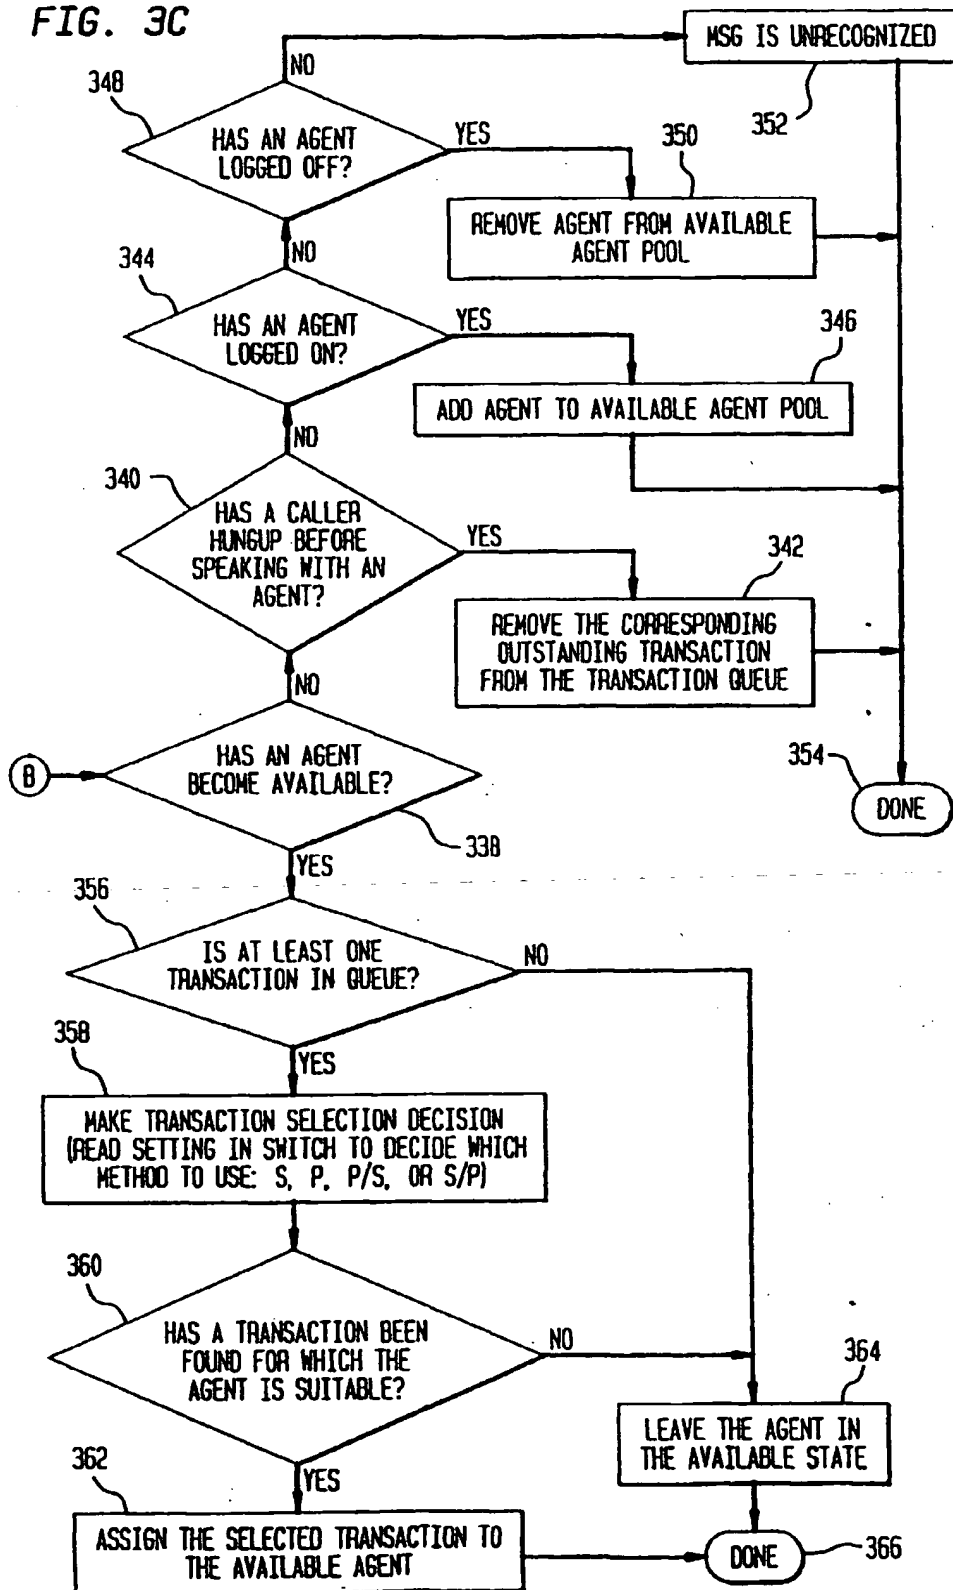 FIG. 3C
MSG IS UNRECOGNIZED
352
NO
348
HAS AN AGENT
LOGGED OFF?
YES
350
REMOVE AGENT FROM AVAILABLE
AGENT POOL
NO
344
HAS AN AGENT
LOGGED ON?
YES
346
ADD AGENT TO AVAILABLE AGENT POOL
NO
340
HAS A CALLER
HUNGUP BEFORE
SPEAKING WITH AN
AGENT?
YES
342
REMOVE THE CORRESPONDING
OUTSTANDING TRANSACTION
FROM THE TRANSACTION QUEUE
NO
B
HAS AN AGENT
BECOME AVAILABLE?
338
354
DONE
YES
356
IS AT LEAST ONE
TRANSACTION IN QUEUE?
NO
358
YES
MAKE TRANSACTION SELECTION DECISION
(READ SETTING IN SWITCH TO DECIDE WHICH
METHOD TO USE: S, P, P/S, OR S/P)
360
HAS A TRANSACTION BEEN
FOUND FOR WHICH THE
AGENT IS SUITABLE?
NO
364
LEAVE THE AGENT IN
THE AVAILABLE STATE
362
YES
ASSIGN THE SELECTED TRANSACTION TO
THE AVAILABLE AGENT
DONE
366